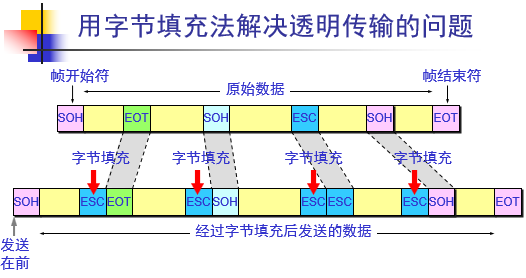 用字节填充法解决透明传输的问题
帧开始符 帧结束符
原始数据
SOH EOT SOH ESC SOH EOT
字节填充 字节填充 字节填充 字节填充
SOH ESC EOT ESC SOH ESC ESC ESC SOH EOT
经过字节填充后发送的数据
发送
在前